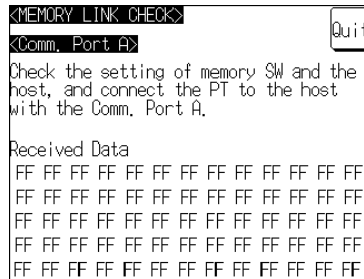 <MEMORY LINK CHECK>
Quit
<Comm. Port A>
Check the setting of memory SW and the
host, and connect the PT to the host
with the Comm. Port A.
Received Data
FF FF FF FF FF FF FF FF FF FF FF FF FF
FF FF FF FF FF FF FF FF FF FF FF FF FF
FF FF FF FF FF FF FF FF FF FF FF FF FF
FF FF FF FF FF FF FF FF FF FF FF FF FF
FF FF FF FF FF FF FF FF FF FF FF FF FF